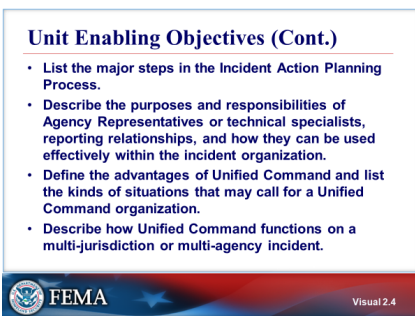 Unit Enabling Objectives (Cont.)
• List the major steps in the Incident Action Planning
Process.
• Describe the purposes and responsibilities of
Agency Representatives or technical specialists,
reporting relationships, and how they can be used
effectively within the incident organization.
• Define the advantages of Unified Command and list
the kinds of situations that may call for a Unified
Command organization.
• Describe how Unified Command functions on a
multi-jurisdiction or multi-agency incident.
FEMA
Visual 2.4